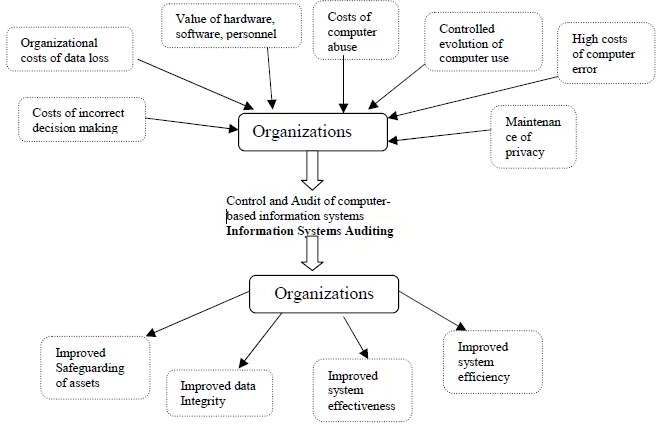 Organizational
costs of data loss
Value of hardware,
software, personnel
Costs of
computer
abuse
Controlled
evolution of
computer use
High costs
of computer
error
Costs of incorrect
decision making
Organizations
Maintenan
ce of
privacy
Control and Audit of computer-
based information systems
Information Systems Auditing
Organizations
Improved
Safeguarding
of assets
Improved data
Integrity
Improved
system
effectiveness
Improved
system
efficiency